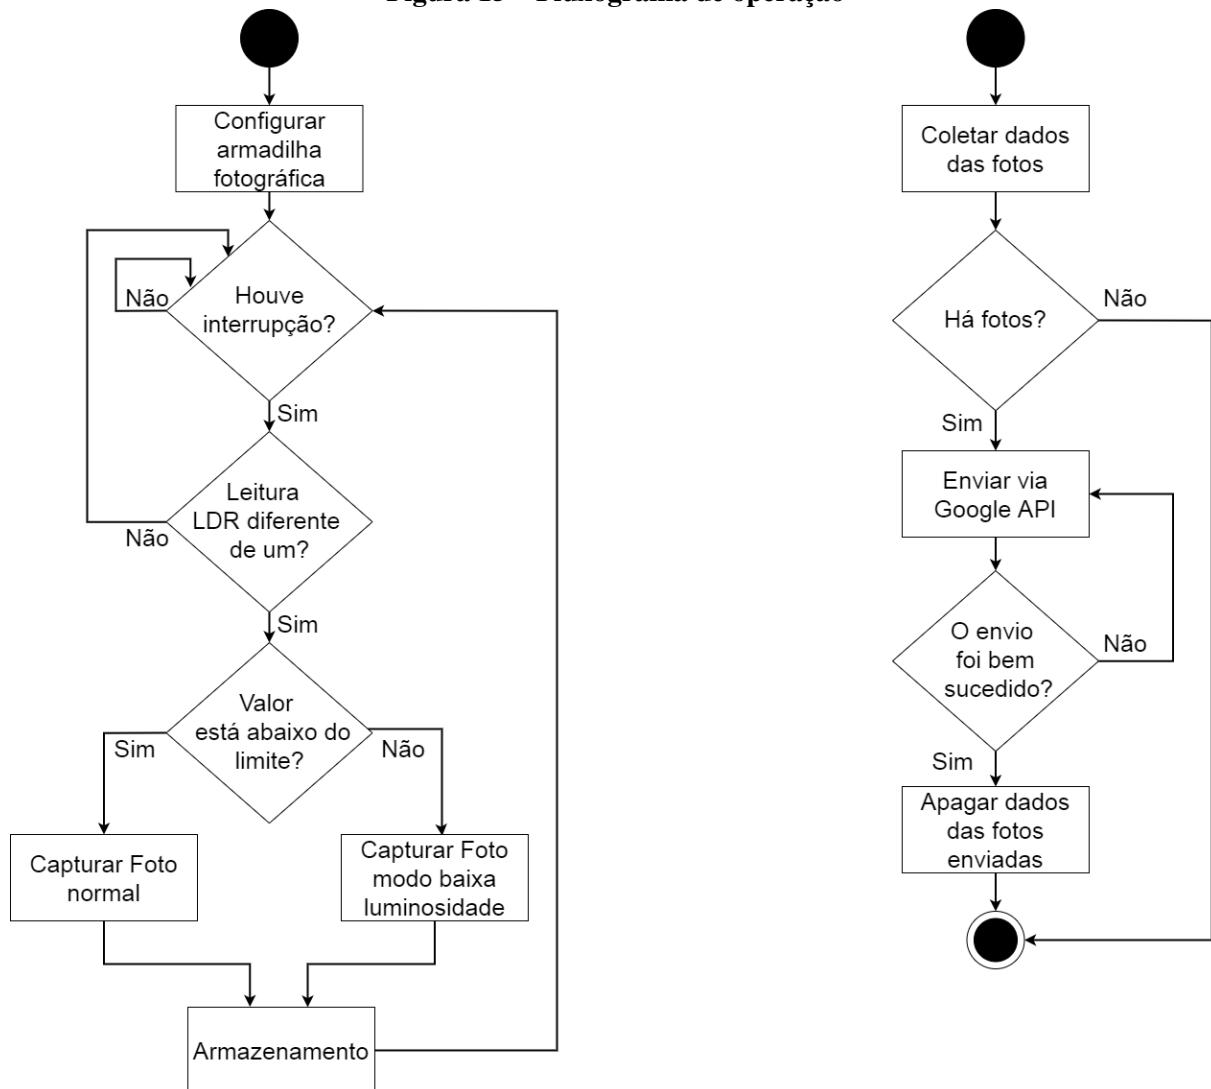 Configurar
armadilha
fotográfica
Houve
interrupção?
Não
Sim
Leitura
LDR diferente
de um?
Não
Sim
Valor
está abaixo do
limite?
Sim
Não
Capturar Foto
normal
Capturar Foto
modo baixa
luminosidade
Armazenamento
Coletar dados
das fotos
Há fotos?
Não
Sim
Enviar via
Google API
O envio
foi bem
sucedido?
Não
Sim
Apagar dados
das fotos
enviadas